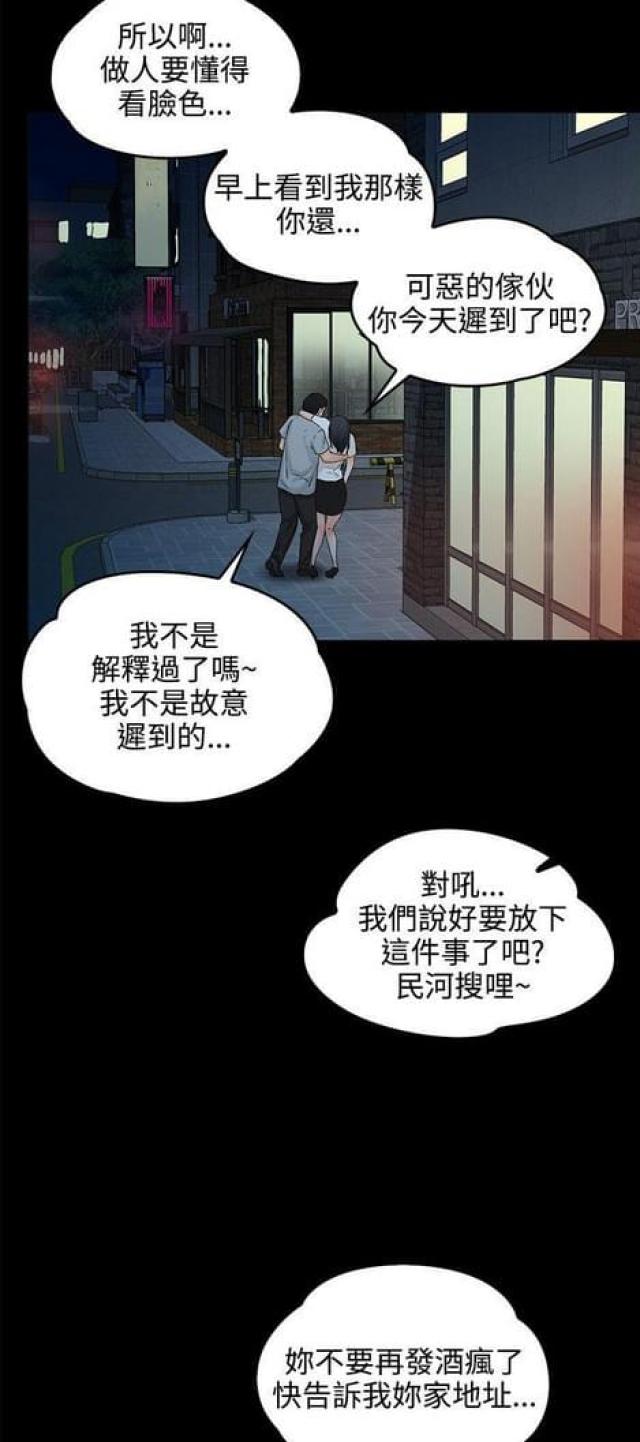 所以啊...
做人要懂得
看臉色...
早上看到我那樣
你還...
可惡的傢伙
你今天遲到了吧?
PR
我不是
解釋過了嗎~
我不是故意
遲到的...
對吼...
我們說好要放下
這件事了吧?
民河搜哩~
妳不要再發酒瘋了
快告訴我妳家地址...